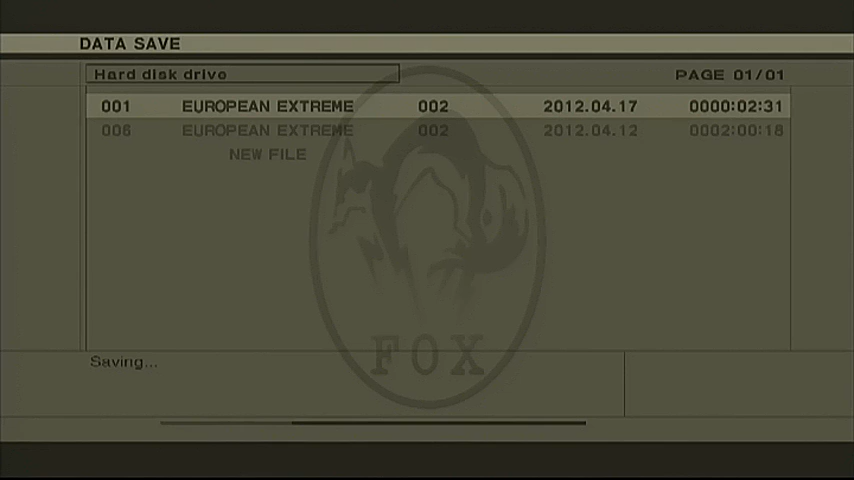 DATA SAVE
Hard disk drive PAGE 01/01
001 EUROPEAN EXTREME 002 2012.04.17 0000:02:31
006 EUROPEAN EXTREME 002 2012.04.12 0002:00:18
NEW FILE
FOX
Saving...